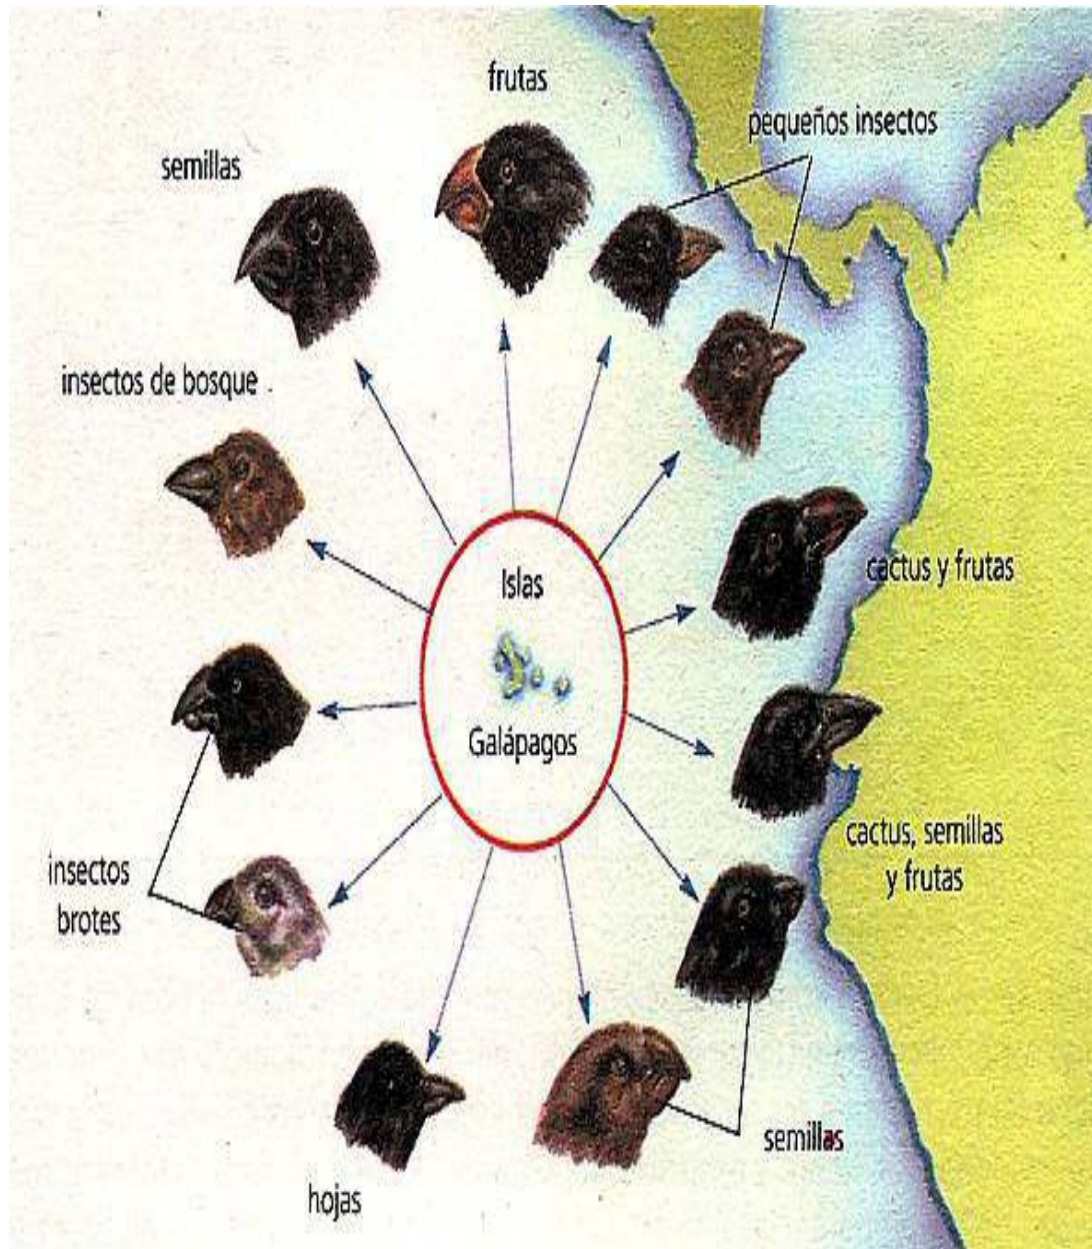 frutas
pequeños insectos
semillas
insectos de bosque
Islas
Galápagos
cactus y frutas
cactus, semillas
y frutas
insectos
brotes
semillas
hojas